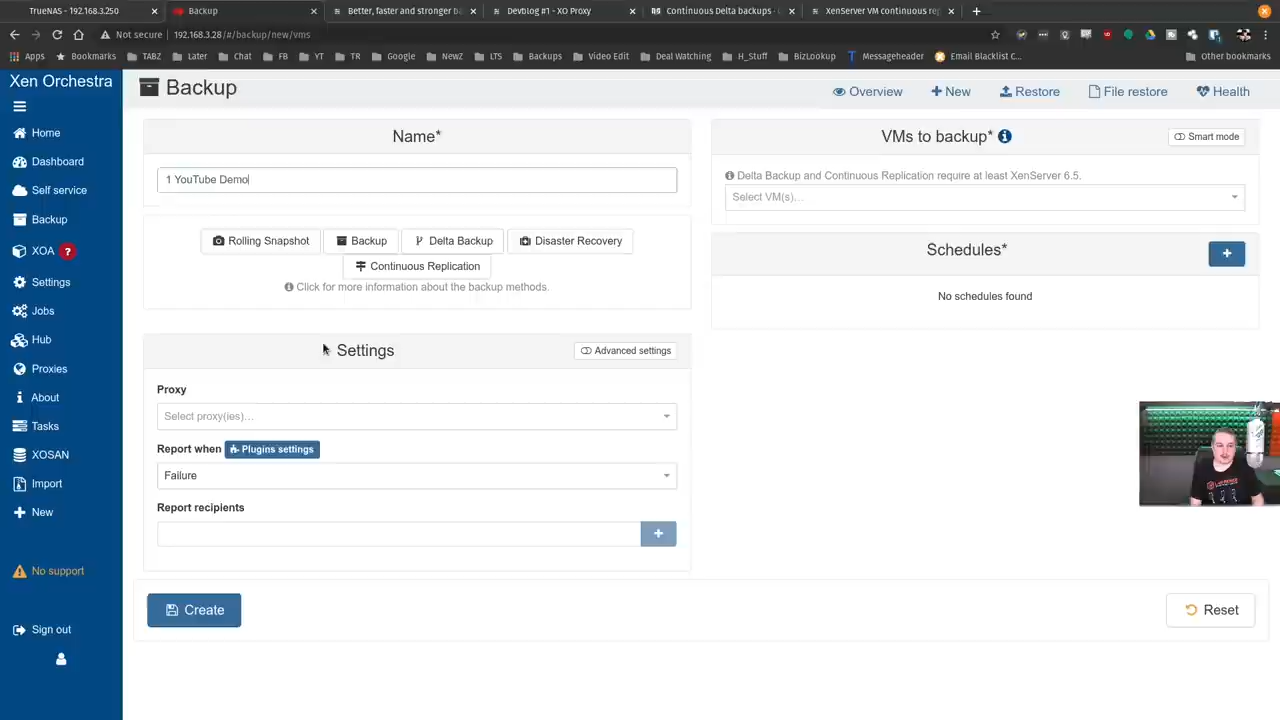 TrueNAS - 192.168.3.250
Backup
Better, faster and stronger b
Devblog #1 - XO Proxy
Continuous Delta backups -
XenServer VM continuous re
Not secure 192.168.3.28/#/backup/new/vms
Apps Bookmarks TABZ Later Chat FB YT TR Google NewZ LTS Backups Video Edit Deal Watching H_Stuff BizLookup Messageheader Email Blacklist C... Other bookmarks
Xen Orchestra
Home
Dashboard
Self service
Backup
XOA ?
Settings
Jobs
Hub
Proxies
About
Tasks
XOSAN
Import
New
No support
Sign out
Backup
Overview New Restore File restore Health
Name*
1 YouTube Demo
Rolling Snapshot Backup Delta Backup Disaster Recovery
Continuous Replication
Click for more information about the backup methods.
Settings Advanced settings
Proxy
Select proxy(ies)...
Report when Plugins settings
Failure
Report recipients
VMs to backup* Smart mode
Delta Backup and Continuous Replication require at least XenServer 6.5.
Select VM(s)...
Schedules*
No schedules found
Create
Reset